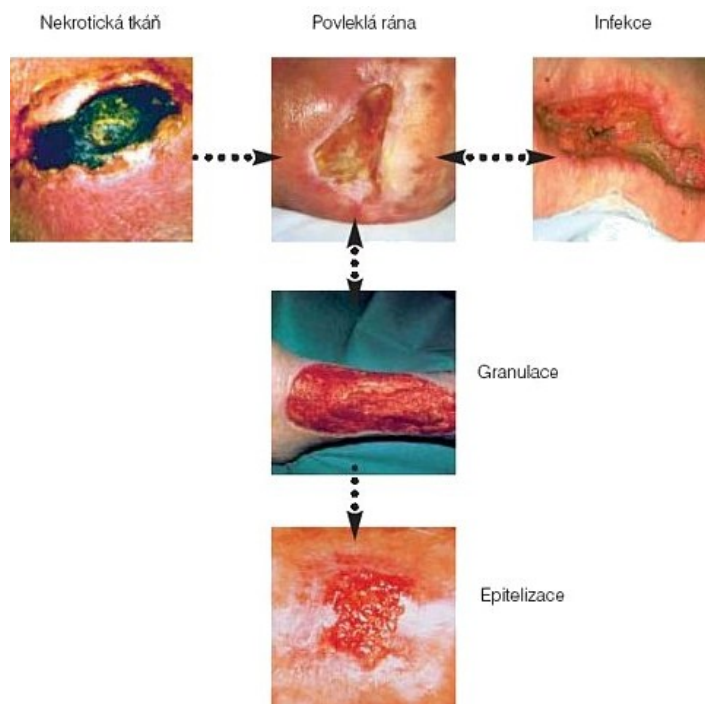 Nekrotická tkáň
Povleklá rána
Infekce
Granulace
Epitelizace